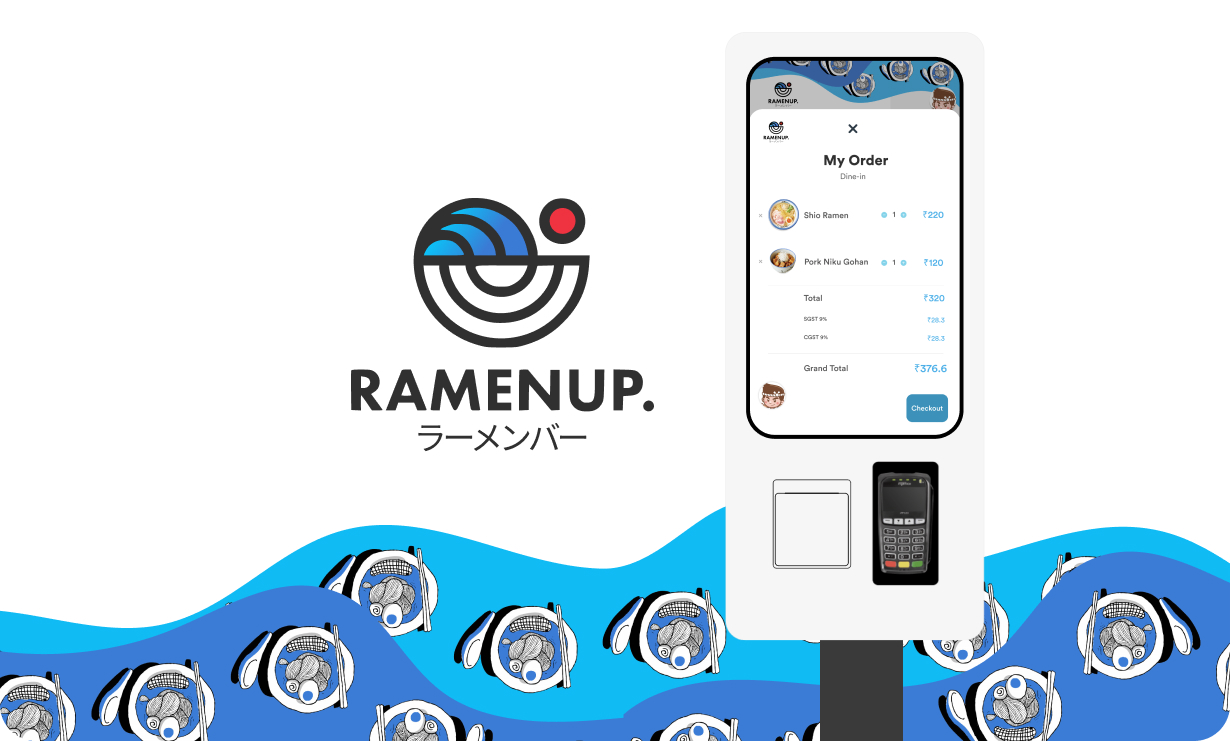 RAMENUP.
ラーメンバー
RAMENUP.
RAMENUP.
My Order
Dine-in
Shio Ramen 1 ₹220
Pork Niku Gohan 1 ₹120
Total ₹320
SGST 9% ₹28.3
CGST 9% ₹28.3
Grand Total ₹376.6
Checkout